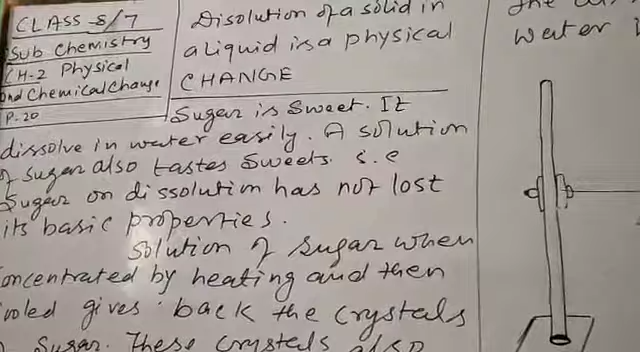 CLASS-8/7
Sub Chemistry
CH-2 Physical
and Chemical Change
P.20
Disolution of a solid in
a liquid is a physical
CHANGE
Sugar is Sweet. It
dissolve in water easily. A solution
of sugar also tastes Sweets. i.e
Sugar on dissolution has not lost
its basic properties.
Solution of sugar when
concentrated by heating and then
cooled gives back the crystals
Sugar. These crystals also
the
water